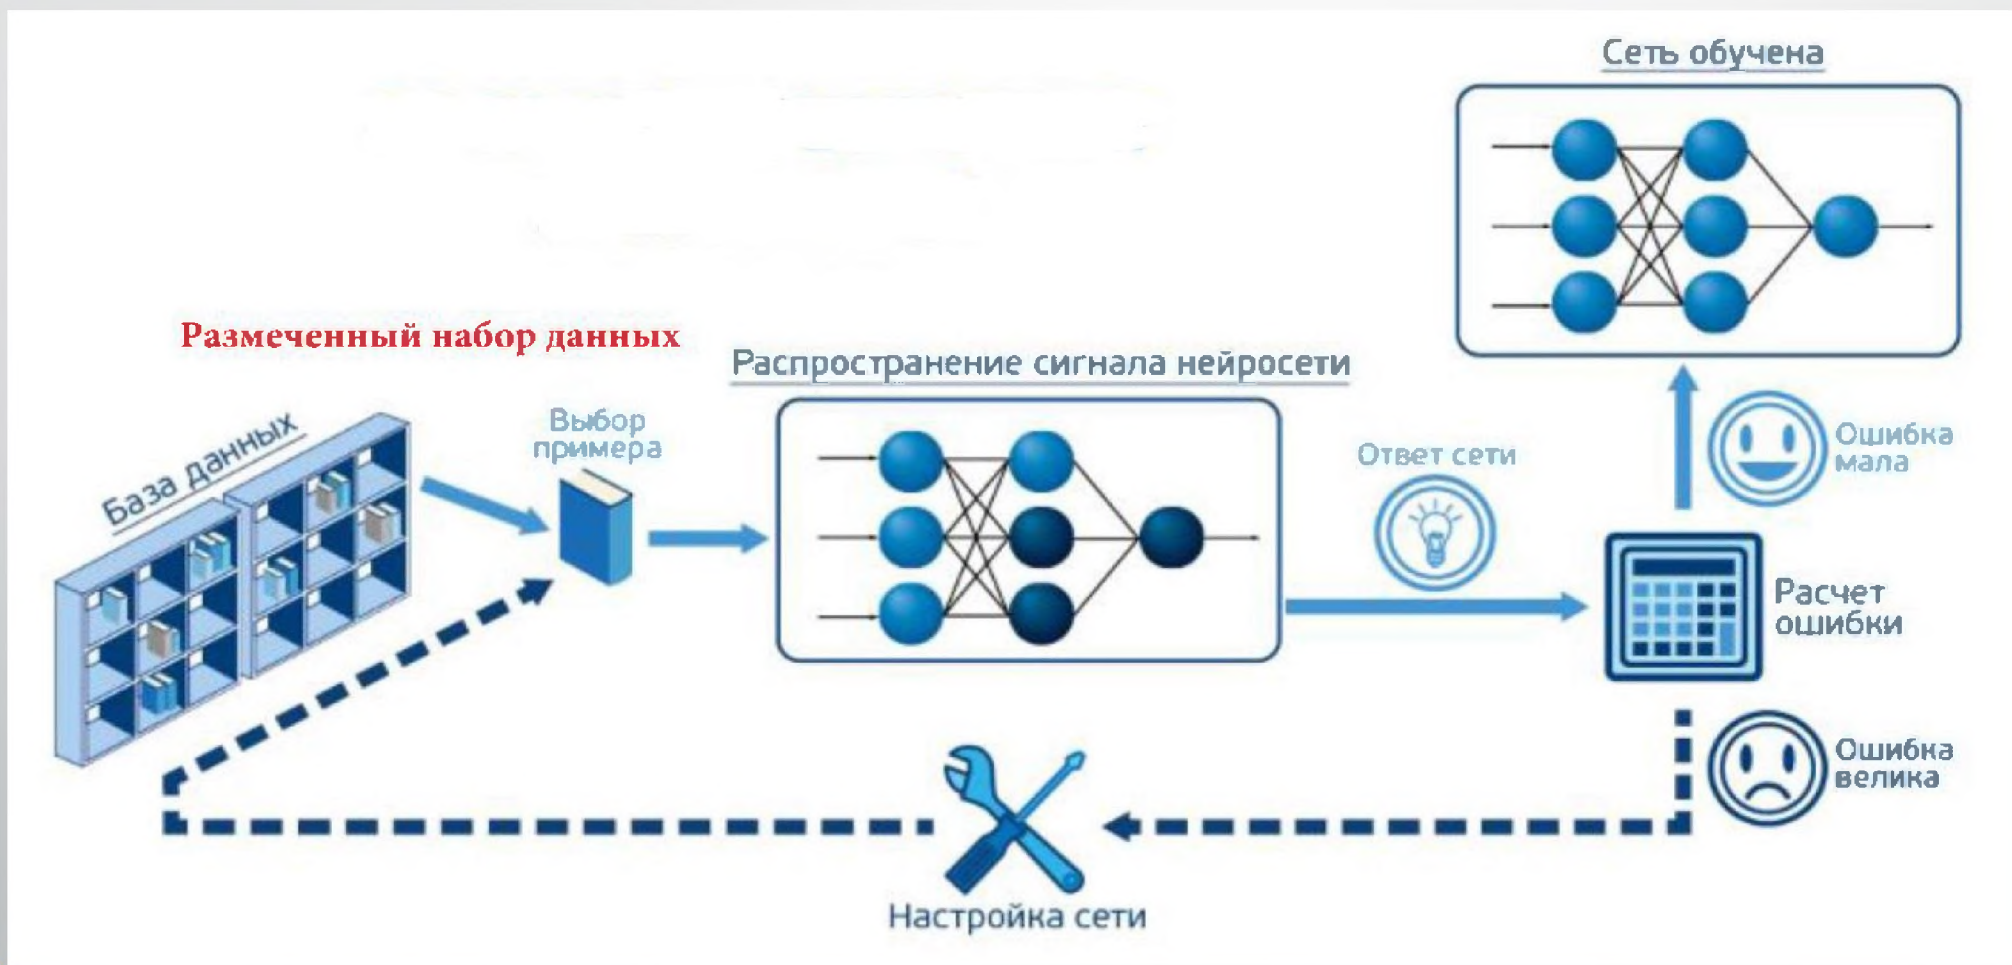 Сеть обучена
Размеченный набор данных
Распространение сигнала нейросети
База данных
Выбор
примера
Ответ сети
Ошибка
мала
Расчет
ошибки
Ошибка
велика
Настройка сети